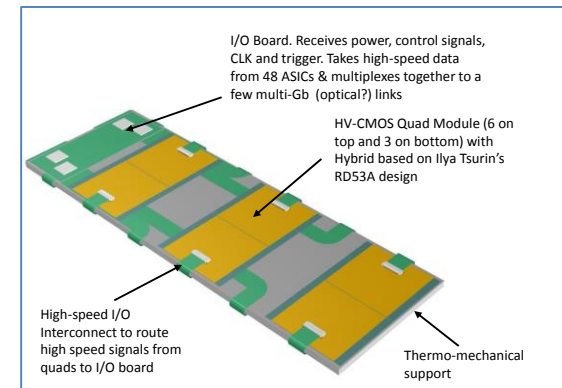 I/O Board. Receives power, control signals,
CLK and trigger. Takes high-speed data
from 48 ASICs & multiplexes together to a
few multi-Gb (optical?) links
HV-CMOS Quad Module (6 on
top and 3 on bottom) with
Hybrid based on Ilya Tsurin's
RD53A design
High-speed I/O
Interconnect to route
high speed signals from
quads to I/O board
Thermo-mechanical
support